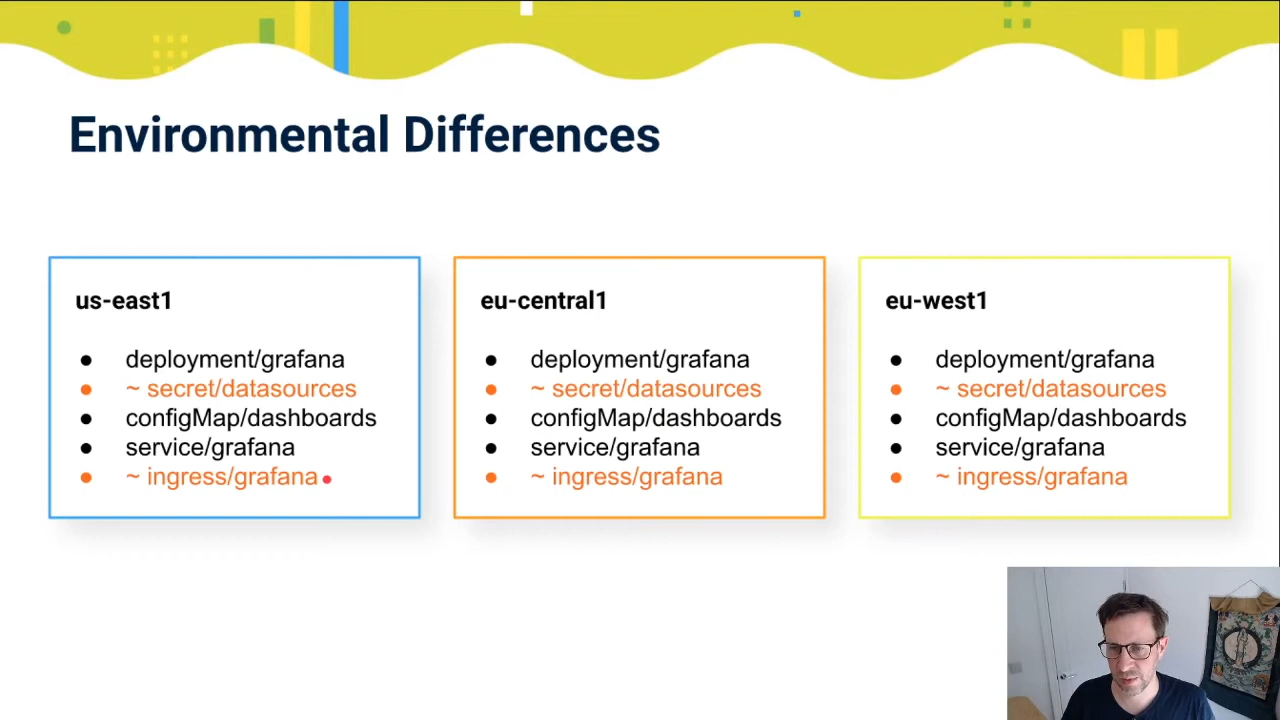 Environmental Differences
us-east1
● deployment/grafana
● ~ secret/datasources
● configMap/dashboards
● service/grafana
● ~ ingress/grafana
eu-central1
● deployment/grafana
● ~ secret/datasources
● configMap/dashboards
● service/grafana
● ~ ingress/grafana
eu-west1
● deployment/grafana
● ~ secret/datasources
● configMap/dashboards
● service/grafana
● ~ ingress/grafana